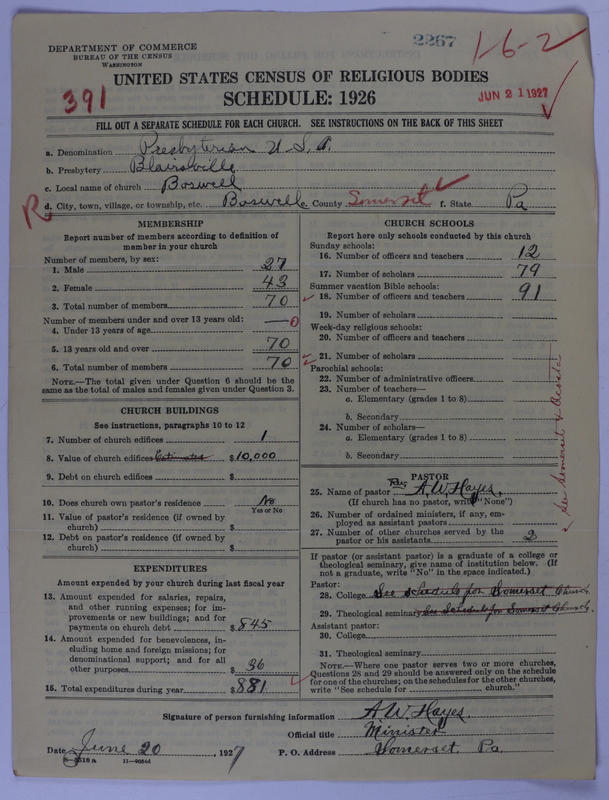 DEPARTMENT OF COMMERCE
BUREAU OF THE CENSUS
WASHINGTON
2267
1-6-2
391
JUN 21 1927
UNITED STATES CENSUS OF RELIGIOUS BODIES
SCHEDULE: 1926
FILL OUT A SEPARATE SCHEDULE FOR EACH CHURCH. SEE INSTRUCTIONS ON THE BACK OF THIS SHEET
a. Denomination Presbyterian U.S.A.
b. Presbytery Blairsville
c. Local name of church Boswell
R
d. City, town, village, or township, etc. Boswell e. County Somerset f. State Pa
MEMBERSHIP
Report number of members according to definition of
member in your church
Number of members, by sex:
1. Male 27
2. Female 43
3. Total number of members 70
Number of members under and over 13 years old:
4. Under 13 years of age — 0
5. 13 years old and over 70
6. Total number of members 70
NOTE.—The total given under Question 6 should be the
same as the total of males and females given under Question 3.
CHURCH BUILDINGS
See instructions, paragraphs 10 to 12
7. Number of church edifices 1
8. Value of church edifices Estimated $10,000
9. Debt on church edifices $
10. Does church own pastor's residence No
Yes or No
11. Value of pastor's residence (if owned by
church) $
12. Debt on pastor's residence (if owned by
church) $
EXPENDITURES
Amount expended by your church during last fiscal year
13. Amount expended for salaries, repairs,
and other running expenses; for im-
provements or new buildings; and for
payments on church debt $845
14. Amount expended for benevolences, in-
cluding home and foreign missions; for
denominational support; and for all
other purposes $36
15. Total expenditures during year $881
CHURCH SCHOOLS
Report here only schools conducted by this church
Sunday schools:
16. Number of officers and teachers 12
17. Number of scholars 79
Summer vacation Bible schools:
18. Number of officers and teachers 91
19. Number of scholars
Week-day religious schools:
20. Number of officers and teachers
21. Number of scholars
Parochial schools:
22. Number of administrative officers
23. Number of teachers—
a. Elementary (grades 1 to 8)
b. Secondary
24. Number of scholars—
a. Elementary (grades 1 to 8)
b. Secondary
See Somerset
PASTOR
25. Name of pastor Rev. A.W. Hayes.
(If church has no pastor, write "None")
26. Number of ordained ministers, if any, em-
ployed as assistant pastors
27. Number of other churches served by the
pastor or his assistants 2
If pastor (or assistant pastor) is a graduate of a college or
theological seminary, give name of institution below. (If
not a graduate, write "No" in the space indicated.)
Pastor:
28. College See schedule for Somerset Church
29. Theological seminary See Schedule for Somerset Church.
Assistant pastor:
30. College
31. Theological seminary
NOTE.—Where one pastor serves two or more churches,
Questions 28 and 29 should be answered only on the schedule
for one of the churches; on the schedules for the other churches,
write "See schedule for ........ church."
Signature of person furnishing information A.W. Hayes
Official title Minister
Date June 20 1927 P. O. Address Somerset. Pa.
8-5518a 11-9056d